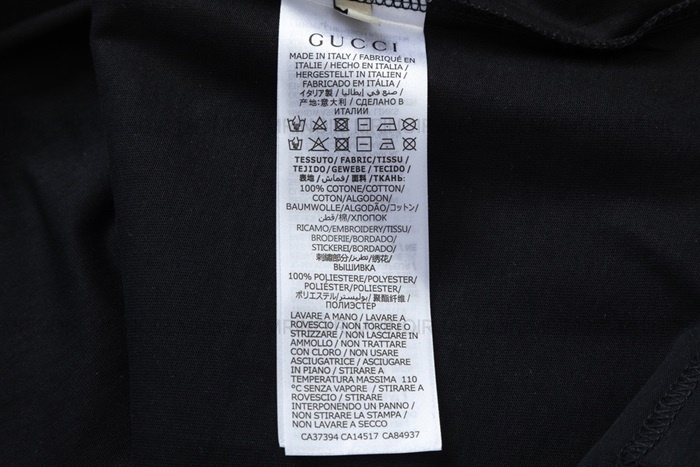 GUCCI
MADE IN ITALY / FABRIQUÉ EN
ITALIE / HECHO EN ITALIA /
HERGESTELLT IN ITALIEN /
FABRICADO EM ITÁLIA /
イタリア製 / صنع في إيطاليا /
产地:意大利 / СДЕЛАНО В
ИТАЛИИ
TESSUTO / FABRIC/TISSU /
TEJIDO / GEWEBE / TECIDO /
表地 / قماش / 面料 / ТКАНЬ:
100% COTONE/COTTON/
COTON/ALGODON/
BAUMWOLLE/ALGODÃO/コットン/
قطن/棉/ХЛОПОК
RICAMO/EMBROIDERY/TISSU/
BRODERIE/BORDADO/
STICKEREI/BORDADO/
刺繍部分/تطريز/绣花/
ВЫШИВКА
100% POLIESTERE/POLYESTER/
POLIÉSTER/POLIESTER/
ポリエステル/بوليستر/聚酯纤维/
ПОЛИЭСТЕР
LAVARE A MANO / LAVARE A
ROVESCIO / NON TORCERE O
STRIZZARE / NON LASCIARE IN
AMMOLLO / NON TRATTARE
CON CLORO / NON USARE
ASCIUGATRICE / ASCIUGARE
IN PIANO / STIRARE A
TEMPERATURA MASSIMA 110
°C SENZA VAPORE / STIRARE A
ROVESCIO / STIRARE
INTERPONENDO UN PANNO /
NON STIRARE LA STAMPA /
NON LAVARE A SECCO
CA37394 CA14517 CA84937